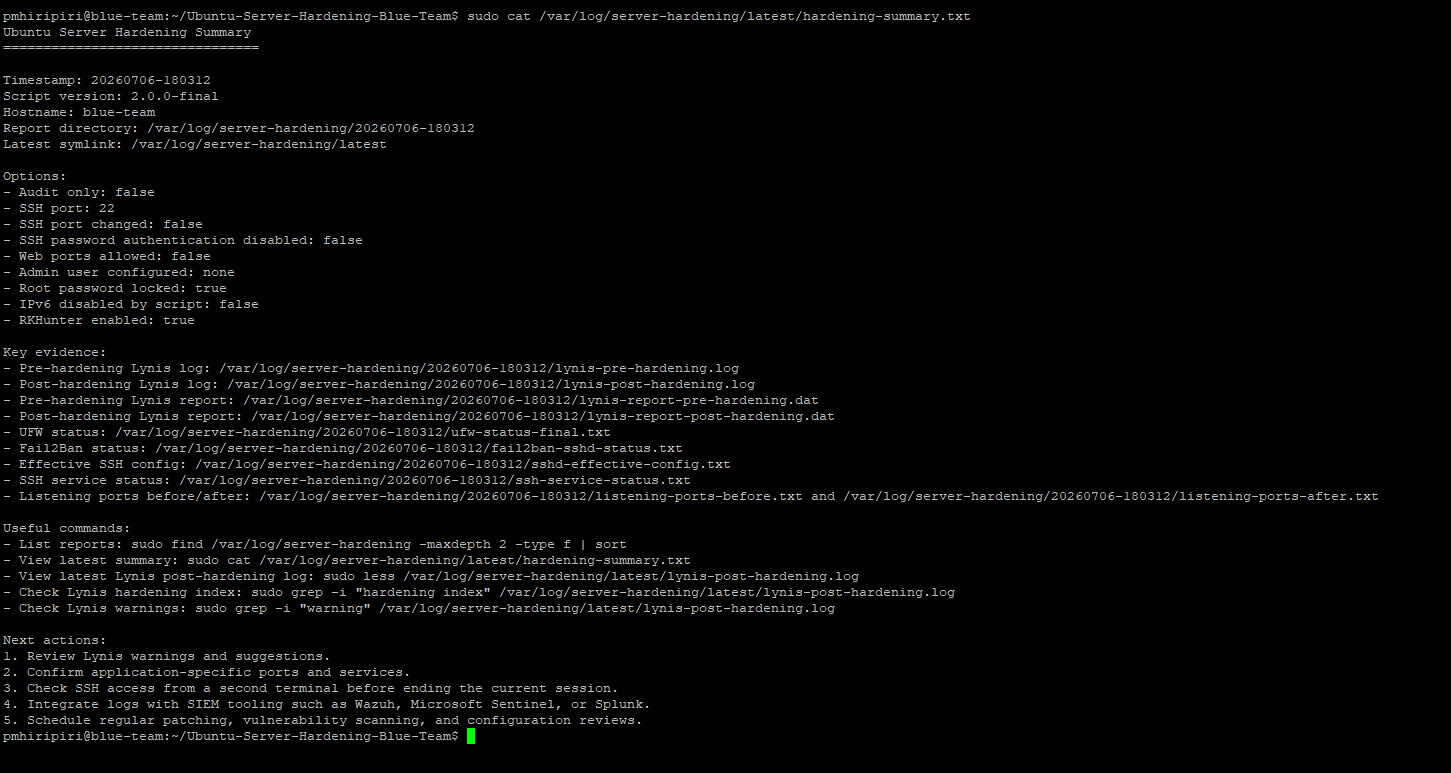 pmhiripiri@blue-team:~/Ubuntu-Server-Hardening-Blue-Team$ sudo cat /var/log/server-hardening/latest/hardening-summary.txt
Ubuntu Server Hardening Summary
================================
Timestamp: 20260706-180312
Script version: 2.0.0-final
Hostname: blue-team
Report directory: /var/log/server-hardening/20260706-180312
Latest symlink: /var/log/server-hardening/latest
Options:
- Audit only: false
- SSH port: 22
- SSH port changed: false
- SSH password authentication disabled: false
- Web ports allowed: false
- Admin user configured: none
- Root password locked: true
- IPv6 disabled by script: false
- RKHunter enabled: true
Key evidence:
- Pre-hardening Lynis log: /var/log/server-hardening/20260706-180312/lynis-pre-hardening.log
- Post-hardening Lynis log: /var/log/server-hardening/20260706-180312/lynis-post-hardening.log
- Pre-hardening Lynis report: /var/log/server-hardening/20260706-180312/lynis-report-pre-hardening.dat
- Post-hardening Lynis report: /var/log/server-hardening/20260706-180312/lynis-report-post-hardening.dat
- UFW status: /var/log/server-hardening/20260706-180312/ufw-status-final.txt
- Fail2Ban status: /var/log/server-hardening/20260706-180312/fail2ban-sshd-status.txt
- Effective SSH config: /var/log/server-hardening/20260706-180312/sshd-effective-config.txt
- SSH service status: /var/log/server-hardening/20260706-180312/ssh-service-status.txt
- Listening ports before/after: /var/log/server-hardening/20260706-180312/listening-ports-before.txt and /var/log/server-hardening/20260706-180312/listening-ports-after.txt
Useful commands:
- List reports: sudo find /var/log/server-hardening -maxdepth 2 -type f | sort
- View latest summary: sudo cat /var/log/server-hardening/latest/hardening-summary.txt
- View latest Lynis post-hardening log: sudo less /var/log/server-hardening/latest/lynis-post-hardening.log
- Check Lynis hardening index: sudo grep -i "hardening index" /var/log/server-hardening/latest/lynis-post-hardening.log
- Check Lynis warnings: sudo grep -i "warning" /var/log/server-hardening/latest/lynis-post-hardening.log
Next actions:
1. Review Lynis warnings and suggestions.
2. Confirm application-specific ports and services.
3. Check SSH access from a second terminal before ending the current session.
4. Integrate logs with SIEM tooling such as Wazuh, Microsoft Sentinel, or Splunk.
5. Schedule regular patching, vulnerability scanning, and configuration reviews.
pmhiripiri@blue-team:~/Ubuntu-Server-Hardening-Blue-Team$